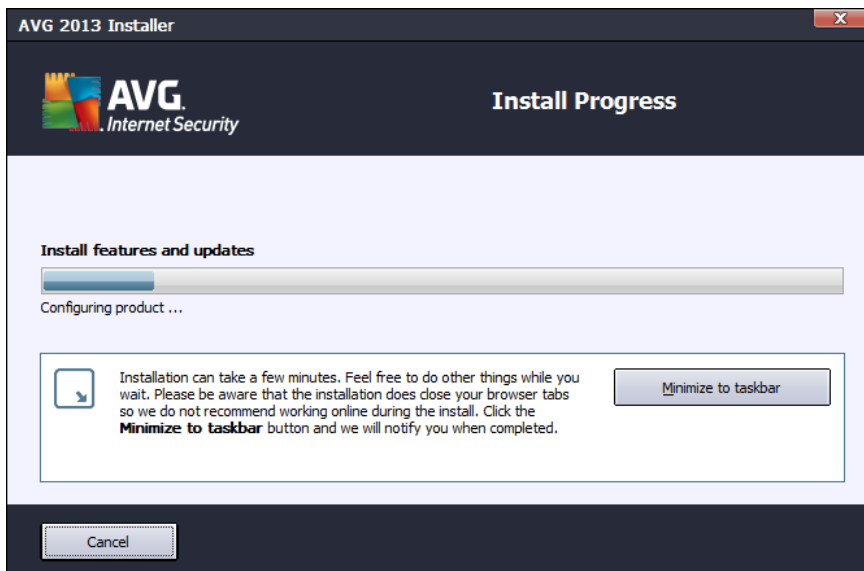 AVG 2013 Installer
X
AVG.
Internet Security
Install Progress
Install features and updates
Configuring product ...
Installation can take a few minutes. Feel free to do other things while you
wait. Please be aware that the installation does close your browser tabs
so we do not recommend working online during the install. Click the
Minimize to taskbar button and we will notify you when completed.
Minimize to taskbar
Cancel